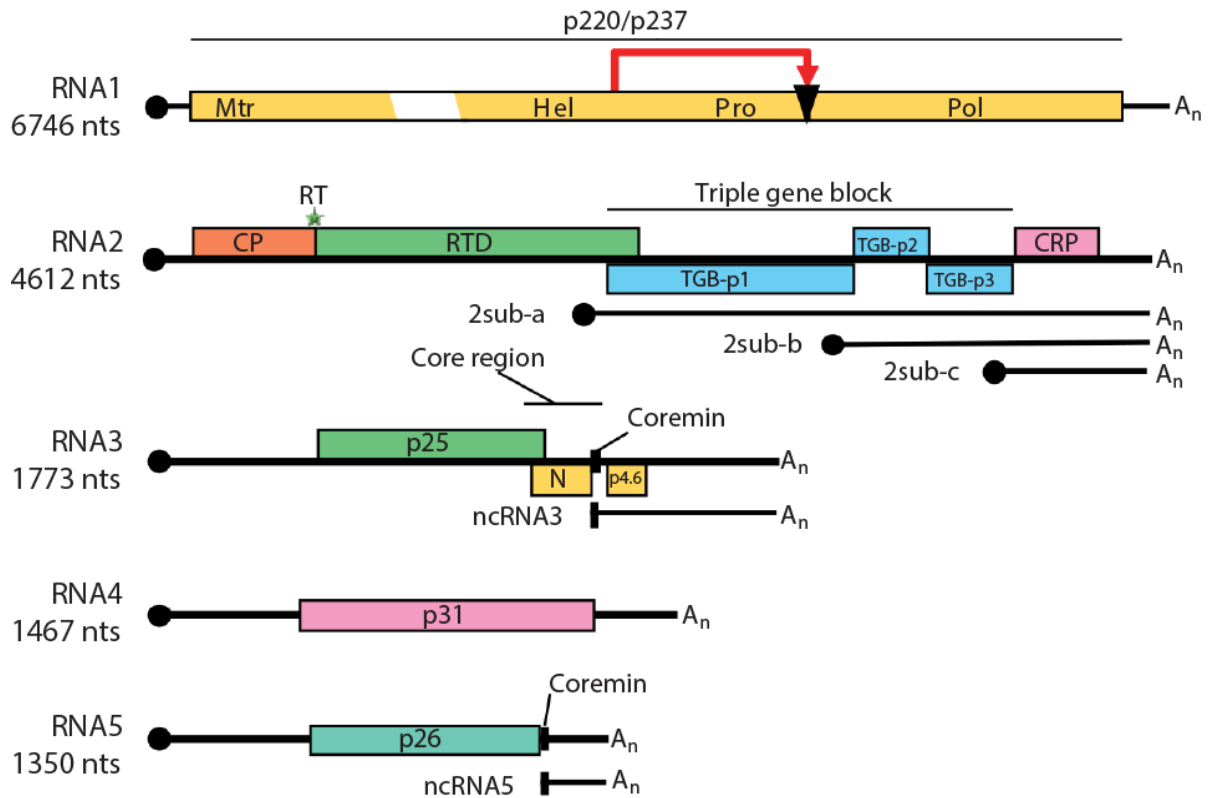 p220/p237
RNA1
6746 nts
Mtr
Hel
Pro
Pol
An
RT
Triple gene block
RNA2
4612 nts
CP
RTD
TGB-p1
TGB-p2
TGB-p3
CRP
An
2sub-a
An
2sub-b
An
2sub-c
An
Core region
Coremin
RNA3
1773 nts
p25
N
p4.6
An
ncRNA3
An
RNA4
1467 nts
p31
An
Coremin
RNA5
1350 nts
p26
An
ncRNA5
An